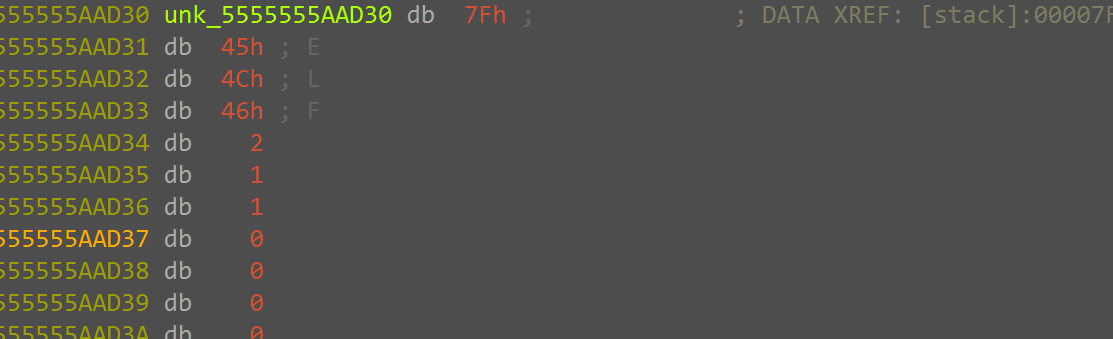 555555AAD30 unk_5555555AAD30 db 7Fh ; ; DATA XREF: [stack]:00007F
555555AAD31 db 45h ; E
555555AAD32 db 4Ch ; L
555555AAD33 db 46h ; F
555555AAD34 db 2
555555AAD35 db 1
555555AAD36 db 1
555555AAD37 db 0
555555AAD38 db 0
555555AAD39 db 0
555555AAD3A db 0